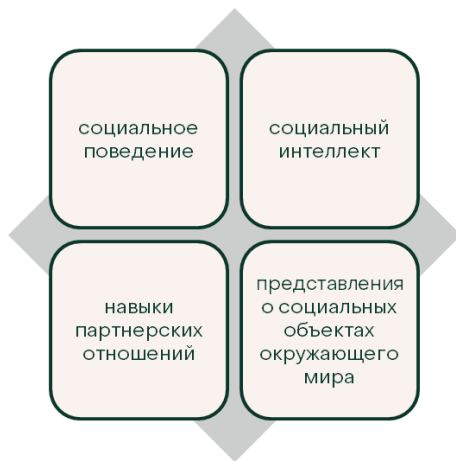 социальное
поведение
социальный
интеллект
навыки
партнерских
отношений
представления
о социальных
объектах
окружающего
мира